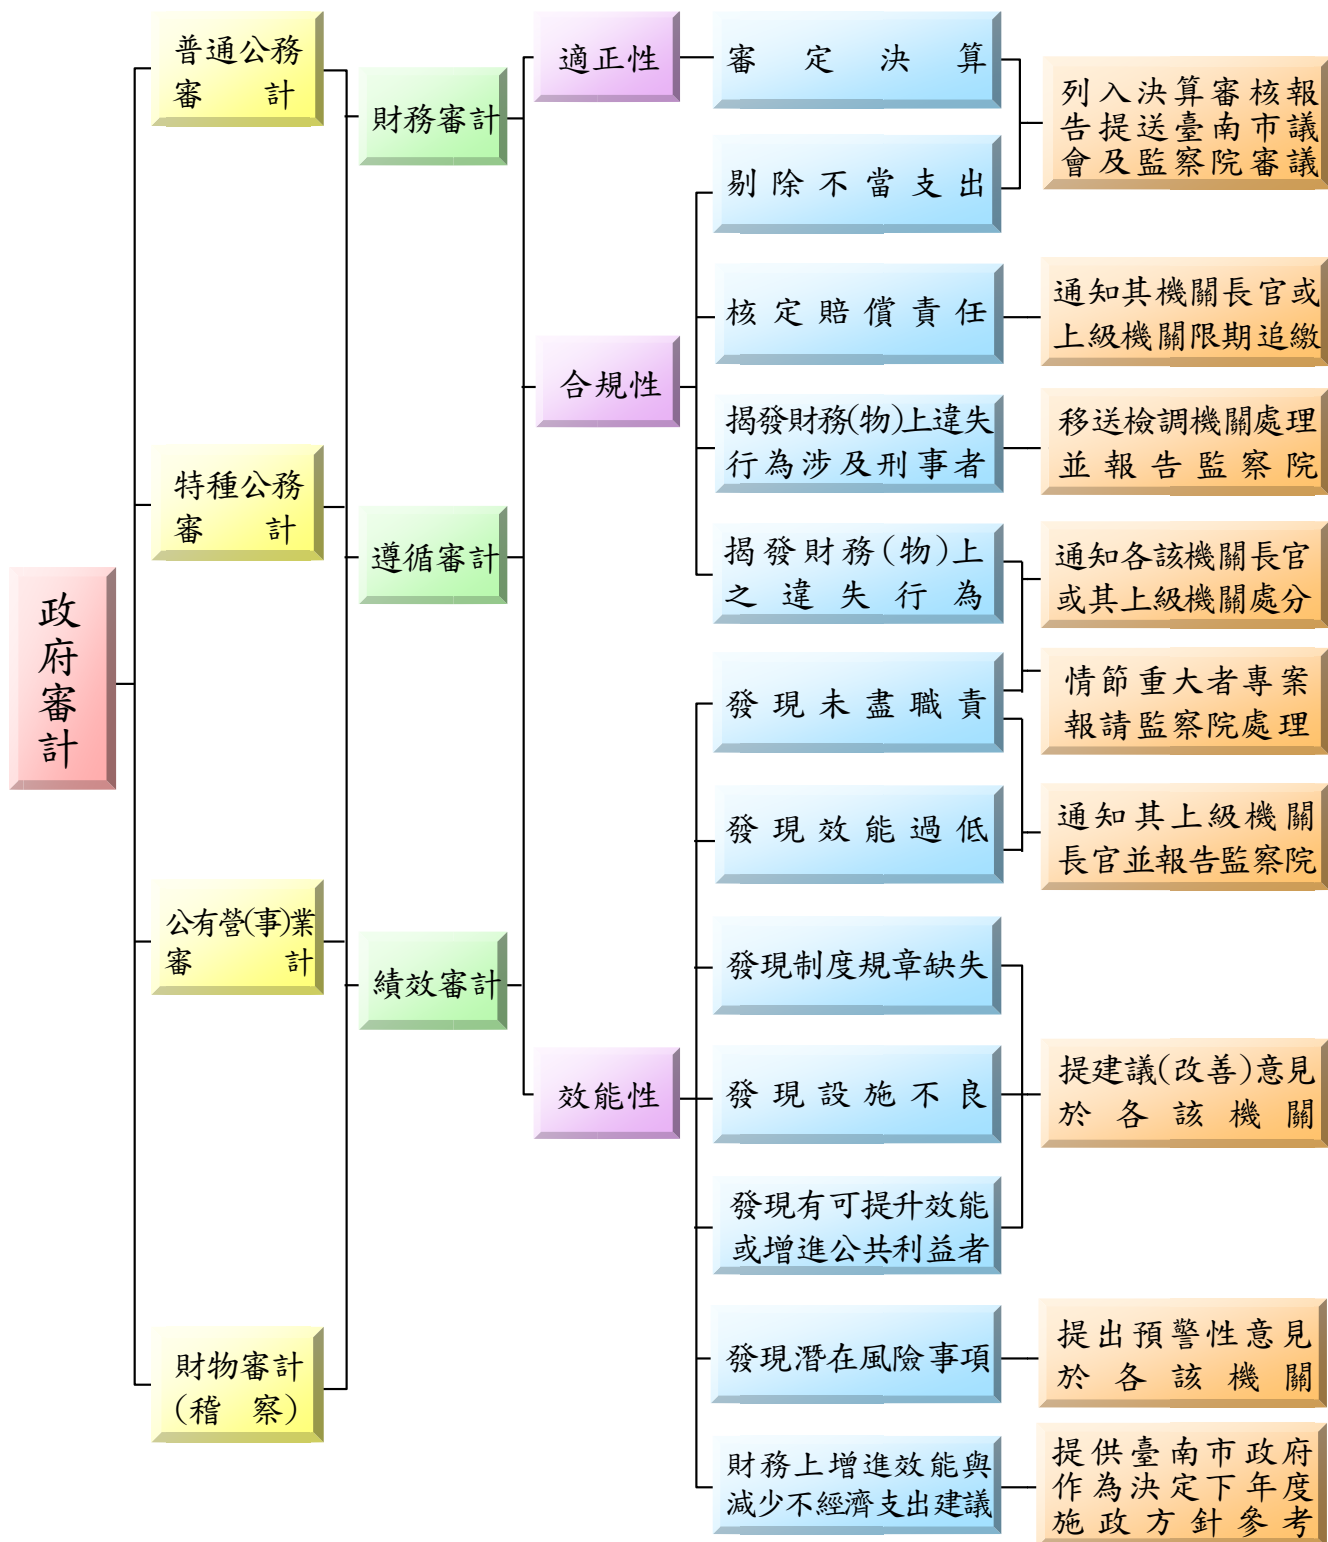 政府審計
普通公務
審計
特種公務
審計
公有營(事)業
審計
財物審計
(稽察)
財務審計
遵循審計
績效審計
適正性
合規性
效能性
審定決算
剔除不當支出
核定賠償責任
揭發財務(物)上違失
行為涉及刑事者
揭發財務(物)上
之違失行為
發現未盡職責
發現效能過低
發現制度規章缺失
發現設施不良
發現有可提升效能
或增進公共利益者
發現潛在風險事項
財務上增進效能與
減少不經濟支出建議
列入決算審核報
告提送臺南市議
會及監察院審議
通知其機關長官或
上級機關限期追繳
移送檢調機關處理
並報告監察院
通知各該機關長官
或其上級機關處分
情節重大者專案
報請監察院處理
通知其上級機關
長官並報告監察院
提建議(改善)意見
於各該機關
提出預警性意見
於各該機關
提供臺南市政府
作為決定下年度
施政方針參考